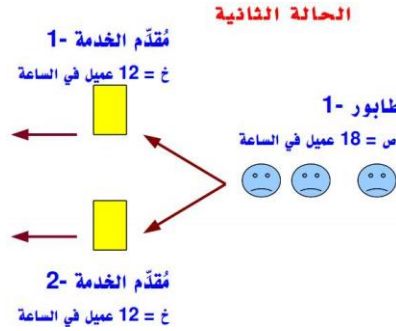 الحالة الثانية
مُقدّم الخدمة -1
خ = 12 عميل في الساعة
طابور -1
ص = 18 عميل في الساعة
مُقدّم الخدمة -2
خ = 12 عميل في الساعة